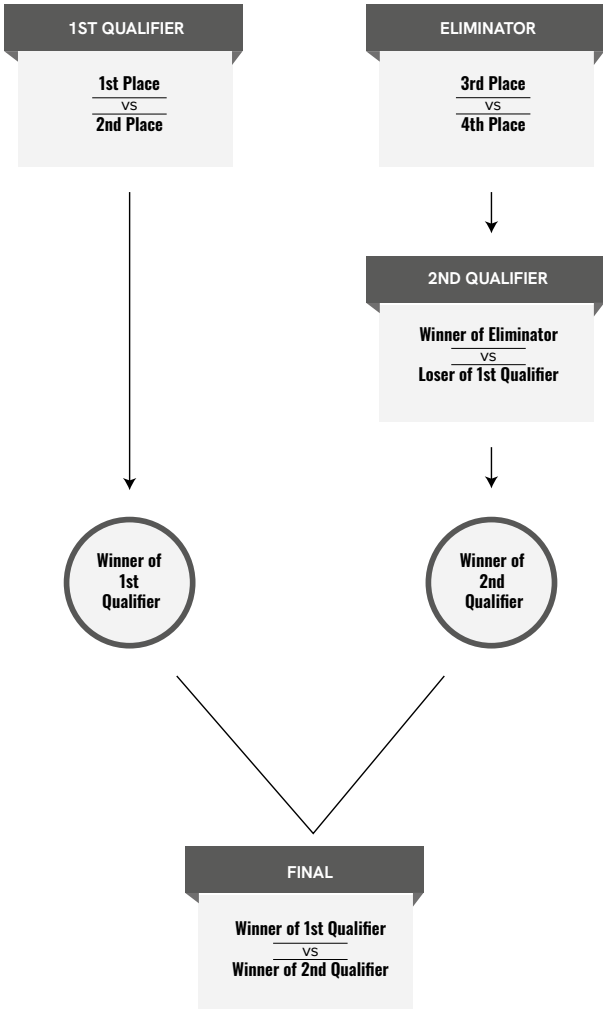 1ST QUALIFIER
1st Place
vs
2nd Place
ELIMINATOR
3rd Place
vs
4th Place
2ND QUALIFIER
Winner of Eliminator
vs
Loser of 1st Qualifier
Winner of
1st
Qualifier
Winner of
2nd
Qualifier
FINAL
Winner of 1st Qualifier
vs
Winner of 2nd Qualifier